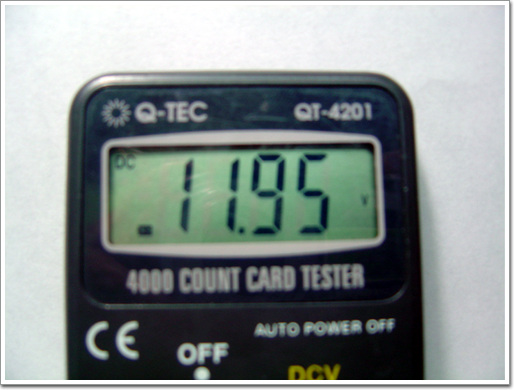 Q-TEC QT-4201
DC
11.95 V
4000 COUNT CARD TESTER
CE AUTO POWER OFF
OFF
DCV